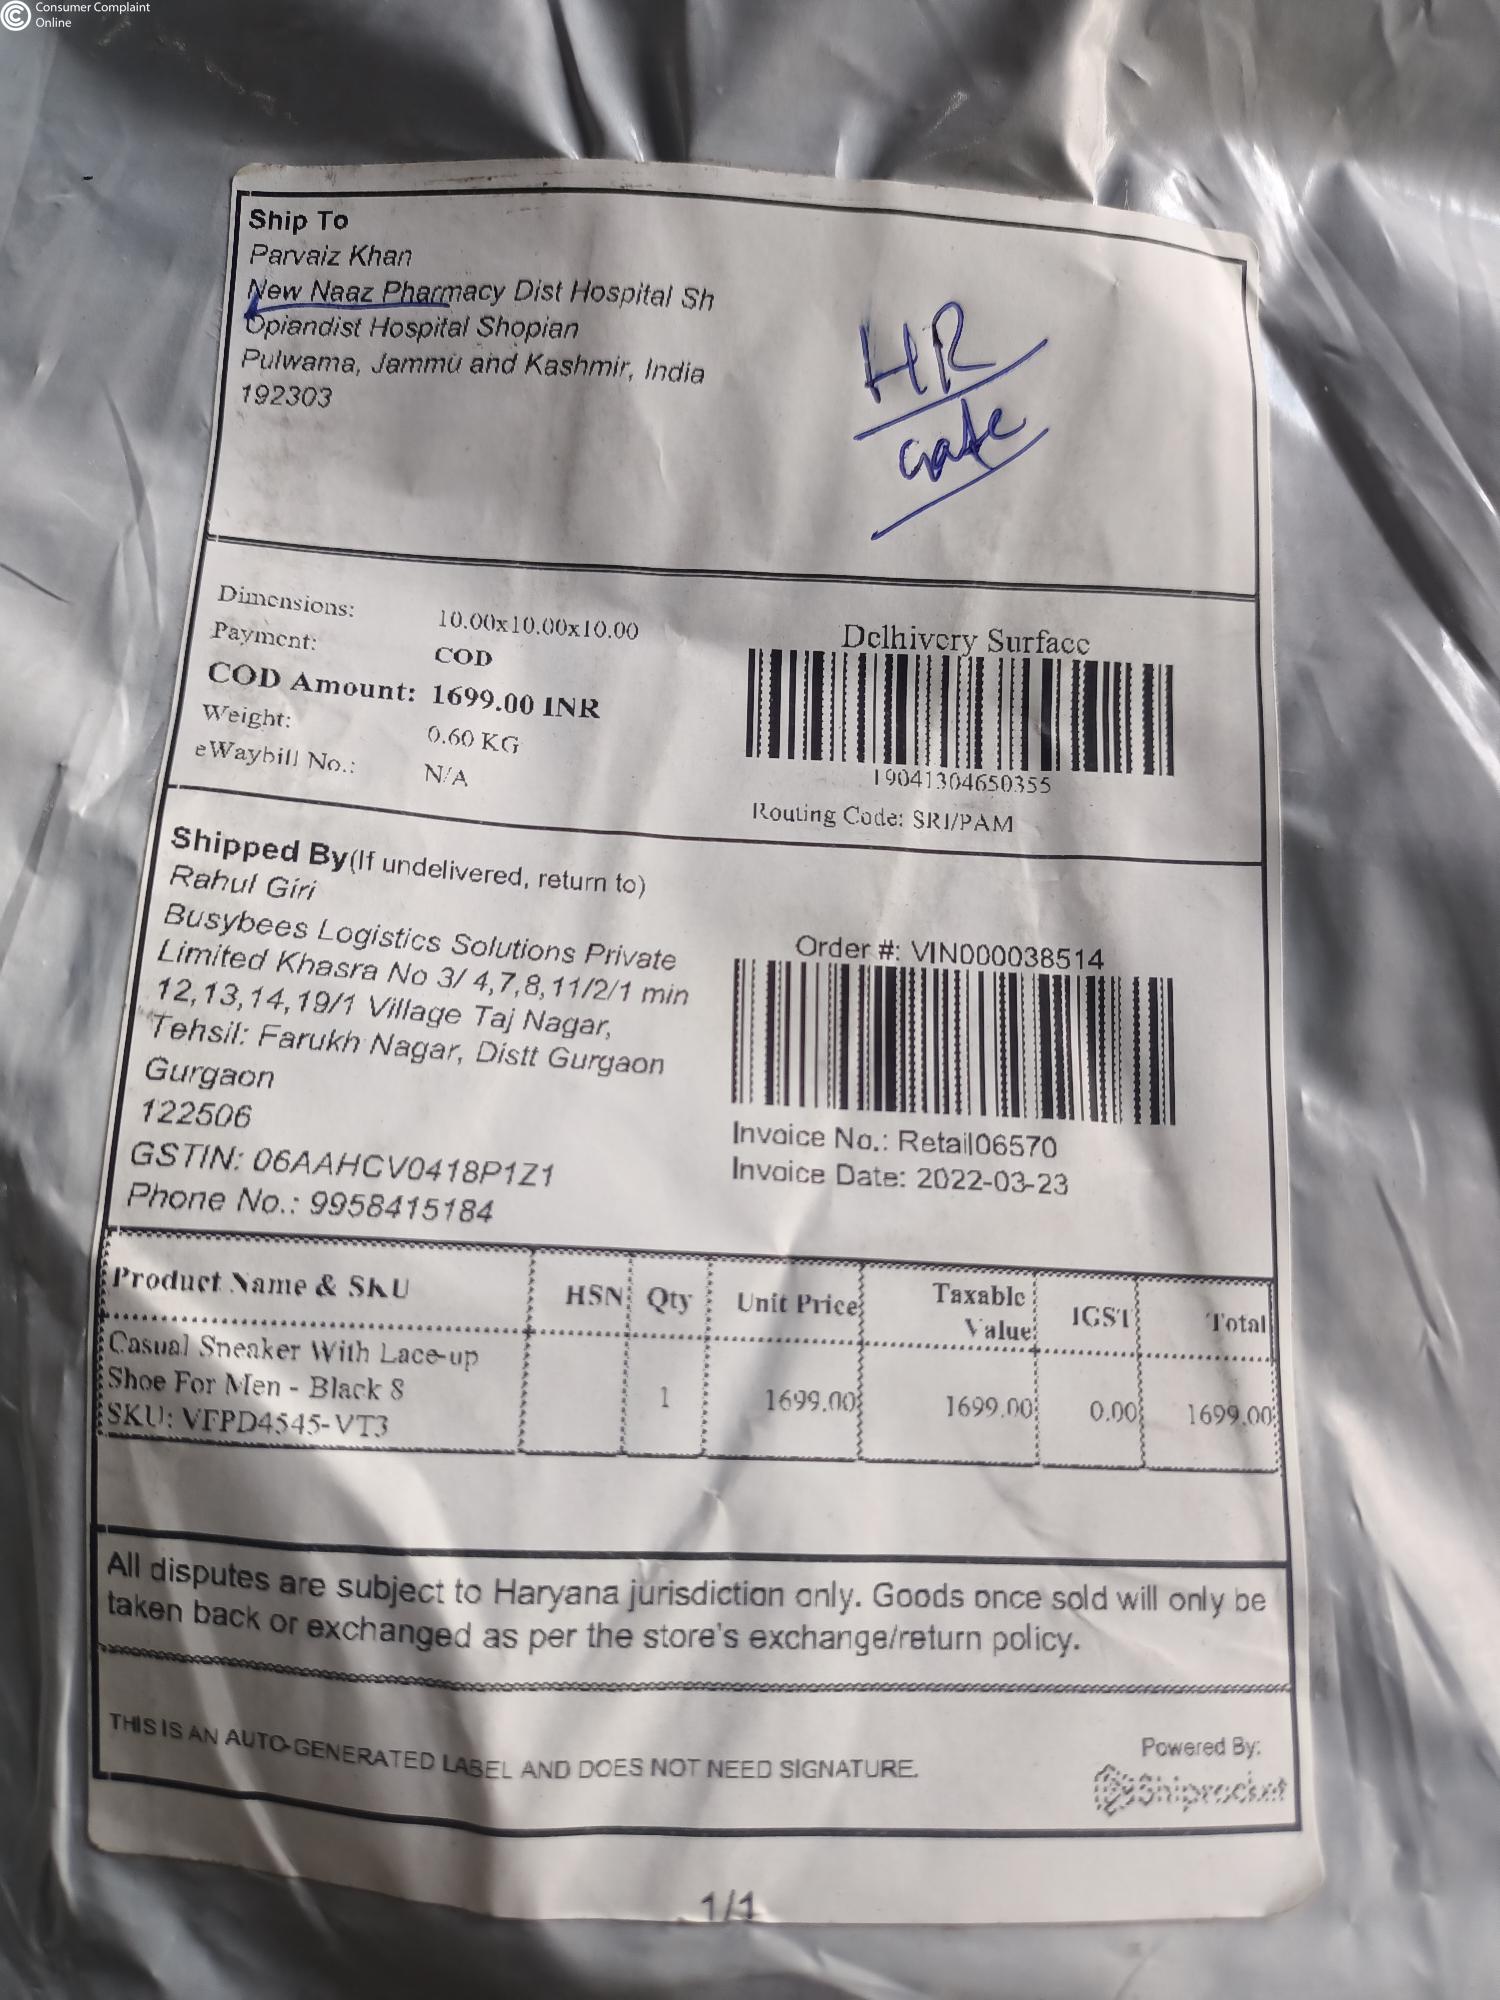 Consumer Complaint
Online
Ship To
Parvaiz Khan
New Naaz Pharmacy Dist Hospital Sh
Opiandist Hospital Shopian
Pulwama, Jammu and Kashmir, India
192303
HR
Gate
Dimensions: 10.00x10.00x10.00
Payment: COD
COD Amount: 1699.00 INR
Weight: 0.60 KG
eWaybill No.: N/A
Delhivery Surface
19041304650355
Routing Code: SRI/PAM
Shipped By(If undelivered, return to)
Rahul Giri
Busybees Logistics Solutions Private
Limited Khasra No 3/ 4,7,8,11/2/1 min
12,13,14,19/1 Village Taj Nagar,
Tehsil: Farukh Nagar, Distt Gurgaon
Gurgaon
122506
GSTIN: 06AAHCV0418P1Z1
Phone No.: 9958415184
Order #: VIN000038514
Invoice No.: Retail06570
Invoice Date: 2022-03-23
Product Name & SKU HSN Qty Unit Price Taxable Value IGST Total
Casual Sneaker With Lace-up
Shoe For Men - Black 8
SKU: VFPD4545-VT3
1 1699.00 1699.00 0.00 1699.00
All disputes are subject to Haryana jurisdiction only. Goods once sold will only be
taken back or exchanged as per the store's exchange/return policy.
THIS IS AN AUTO-GENERATED LABEL AND DOES NOT NEED SIGNATURE.
Powered By:
Shiprocket
1/1